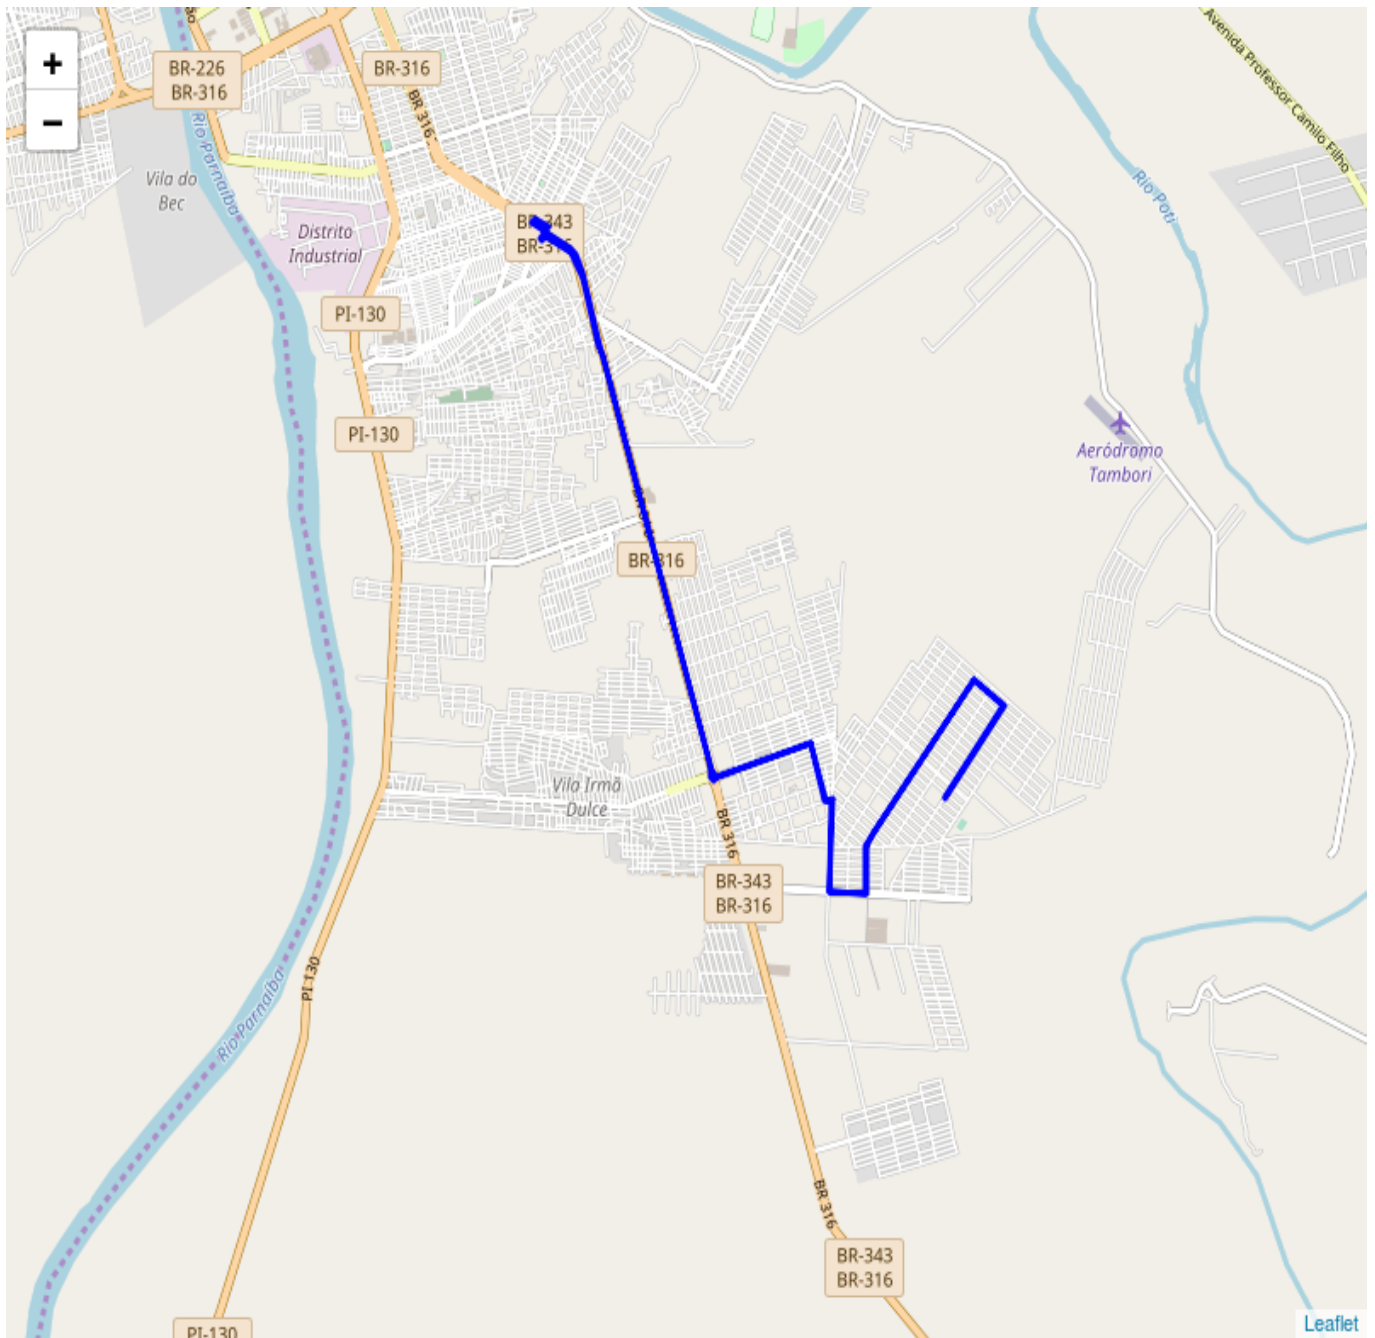 +
−
BR-226
BR-316
BR-316
BR 316
Avenida Professor Camilo Filho
Rio Parnaíba
Vila do
Bec
Rio Poti
BR-343
Distrito
Industrial
PI-130
PI-130
Aeródromo
Tambori
BR-316
Vila Irmã
Dulce
BR 316
BR-343
BR-316
PI 130
Rio Parnaíba
BR 316
BR-343
BR-316
PI-130
Leaflet